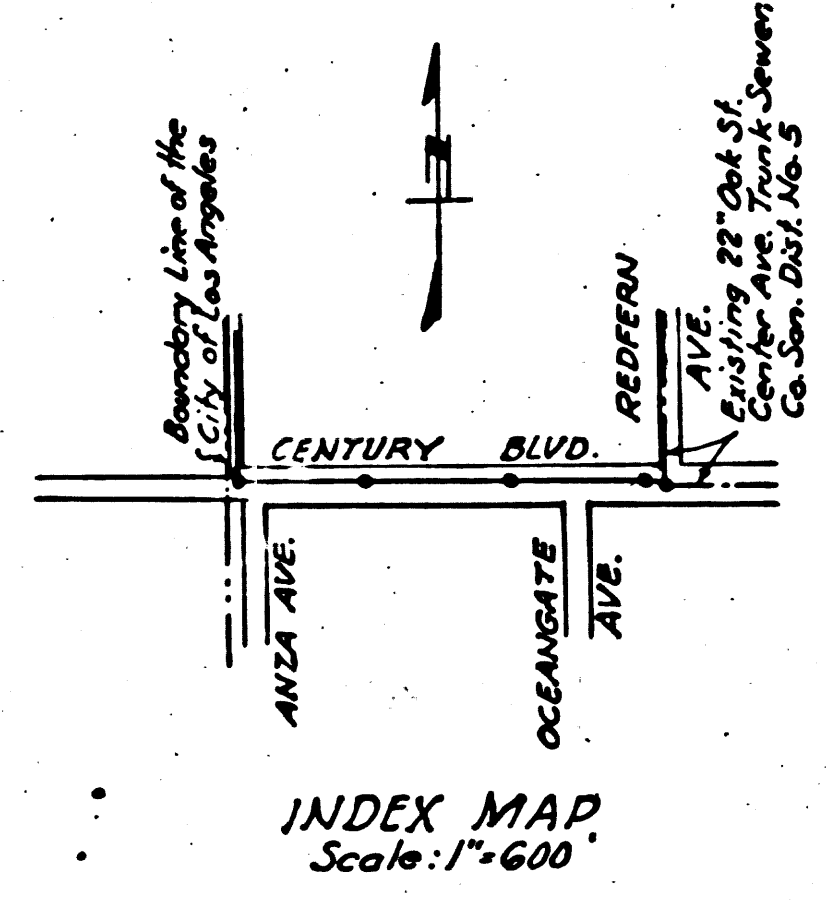 Boundary Line of the
City of Los Angeles
N
REDFERN
AVE.
Existing 22" Oak St.
Center Ave. Trunk Sewer
Co. San. Dist. No. 5
CENTURY BLVD.
ANZA AVE.
OCEANGATE
AVE.
INDEX MAP
Scale: 1"=600'